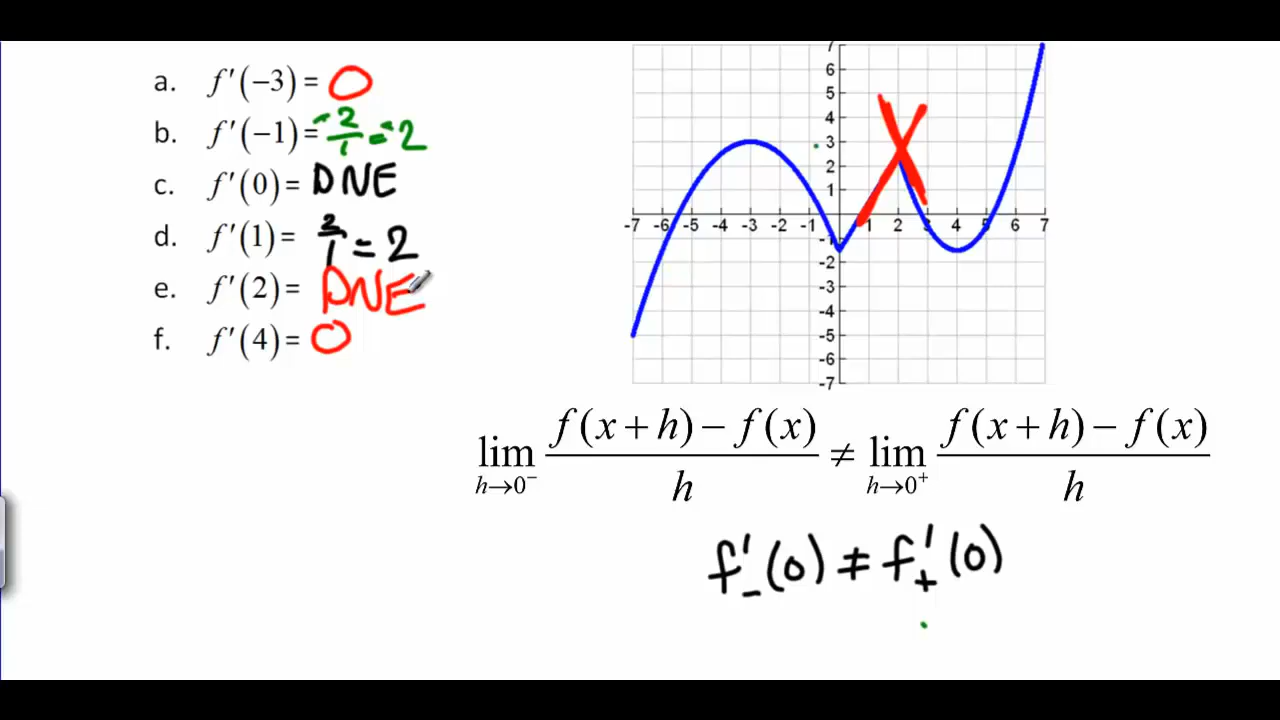 a. f′(−3) = 0
b. f′(−1) = -2/1 = -2
c. f′(0) = DNE
d. f′(1) = 2/1 = 2
e. f′(2) = DNE
f. f′(4) = 0
7
6
5
4
3
2
1
-7 -6 -5 -4 -3 -2 -1 1 2 3 4 5 6 7
-1
-2
-3
-4
-5
-6
-7
lim h→0⁻ f(x+h)−f(x)/h ≠ lim h→0⁺ f(x+h)−f(x)/h
f′₋(0) ≠ f′₊(0)